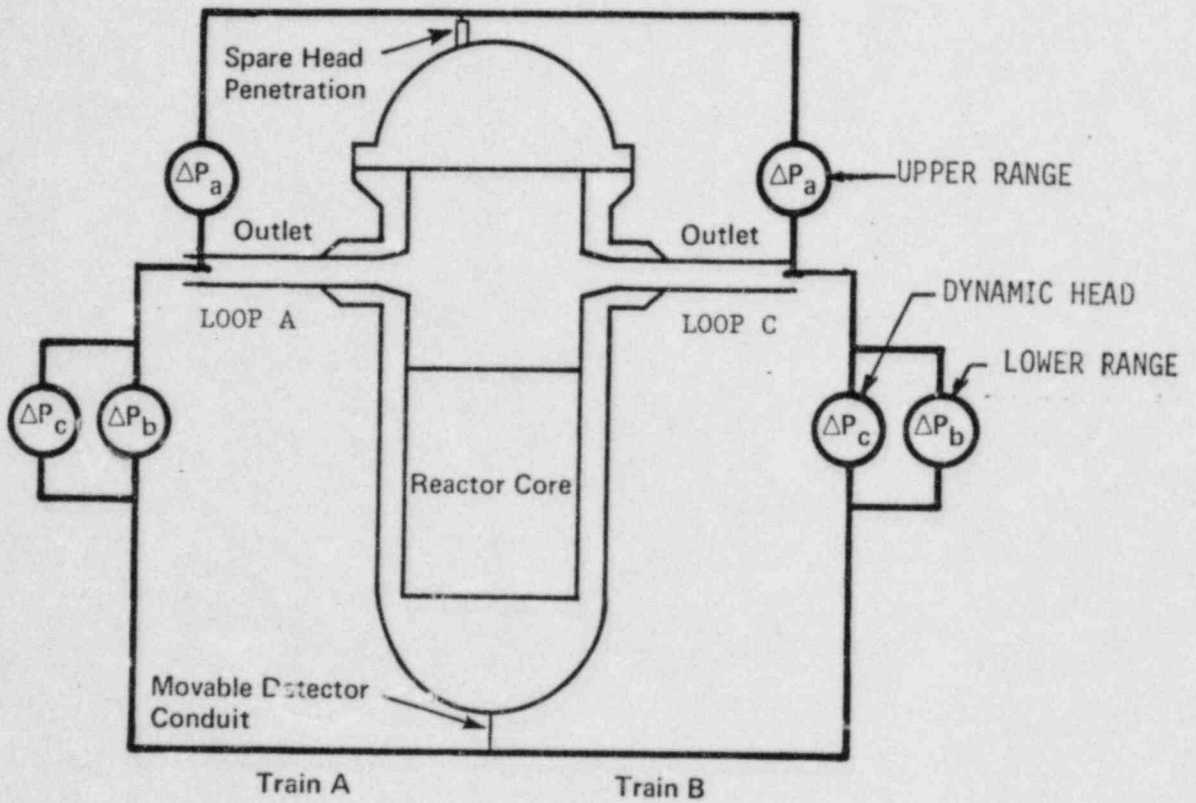 Spare Head
Penetration
ΔPa
ΔPa
UPPER RANGE
Outlet
Outlet
LOOP A
LOOP C
DYNAMIC HEAD
LOWER RANGE
ΔPc
ΔPb
ΔPc
ΔPb
Reactor Core
Movable Detector
Conduit
Train A
Train B